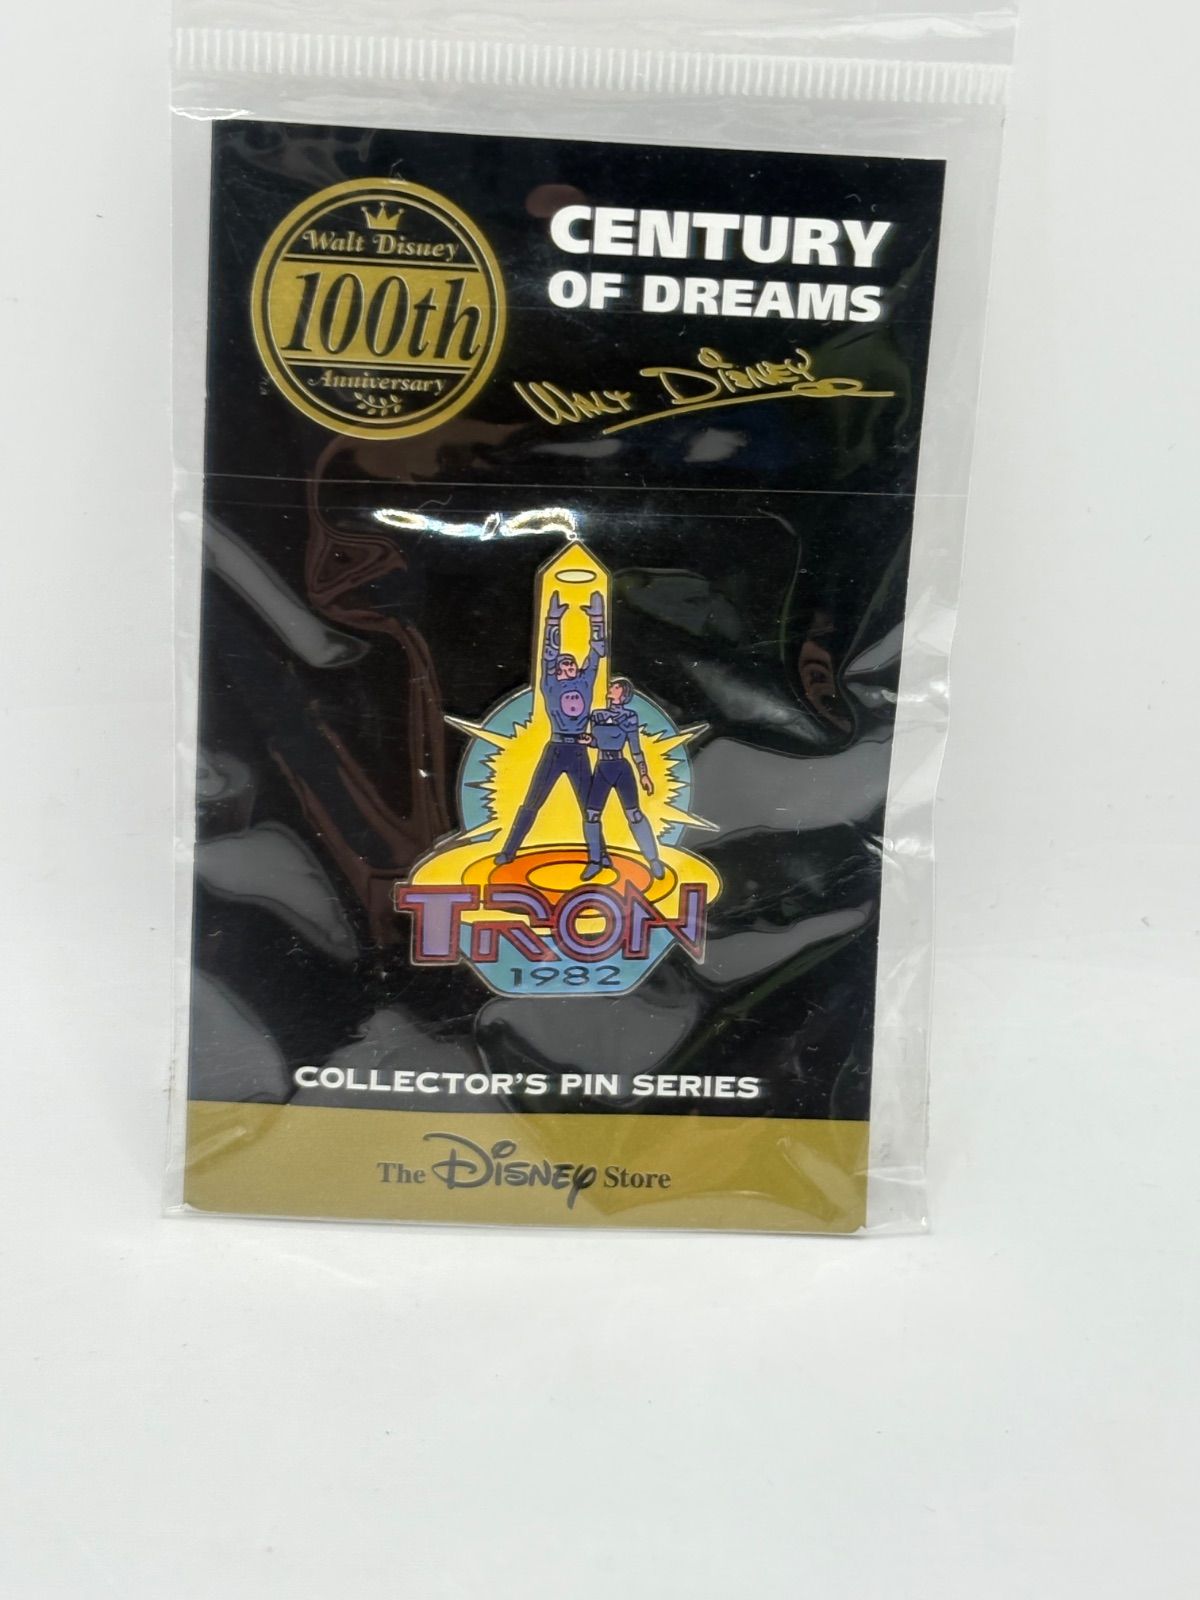 Walt Disney
100th
Anniversary
CENTURY
OF DREAMS
WALT DISNEY
TRON
1982
COLLECTOR'S PIN SERIES
The DISNEY Store